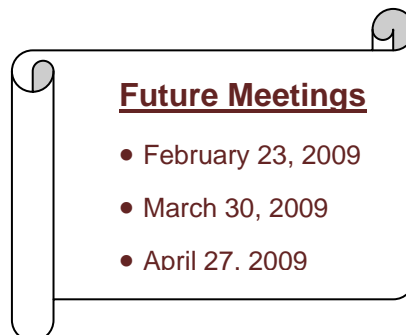 Future Meetings
• February 23, 2009
• March 30, 2009
• April 27, 2009